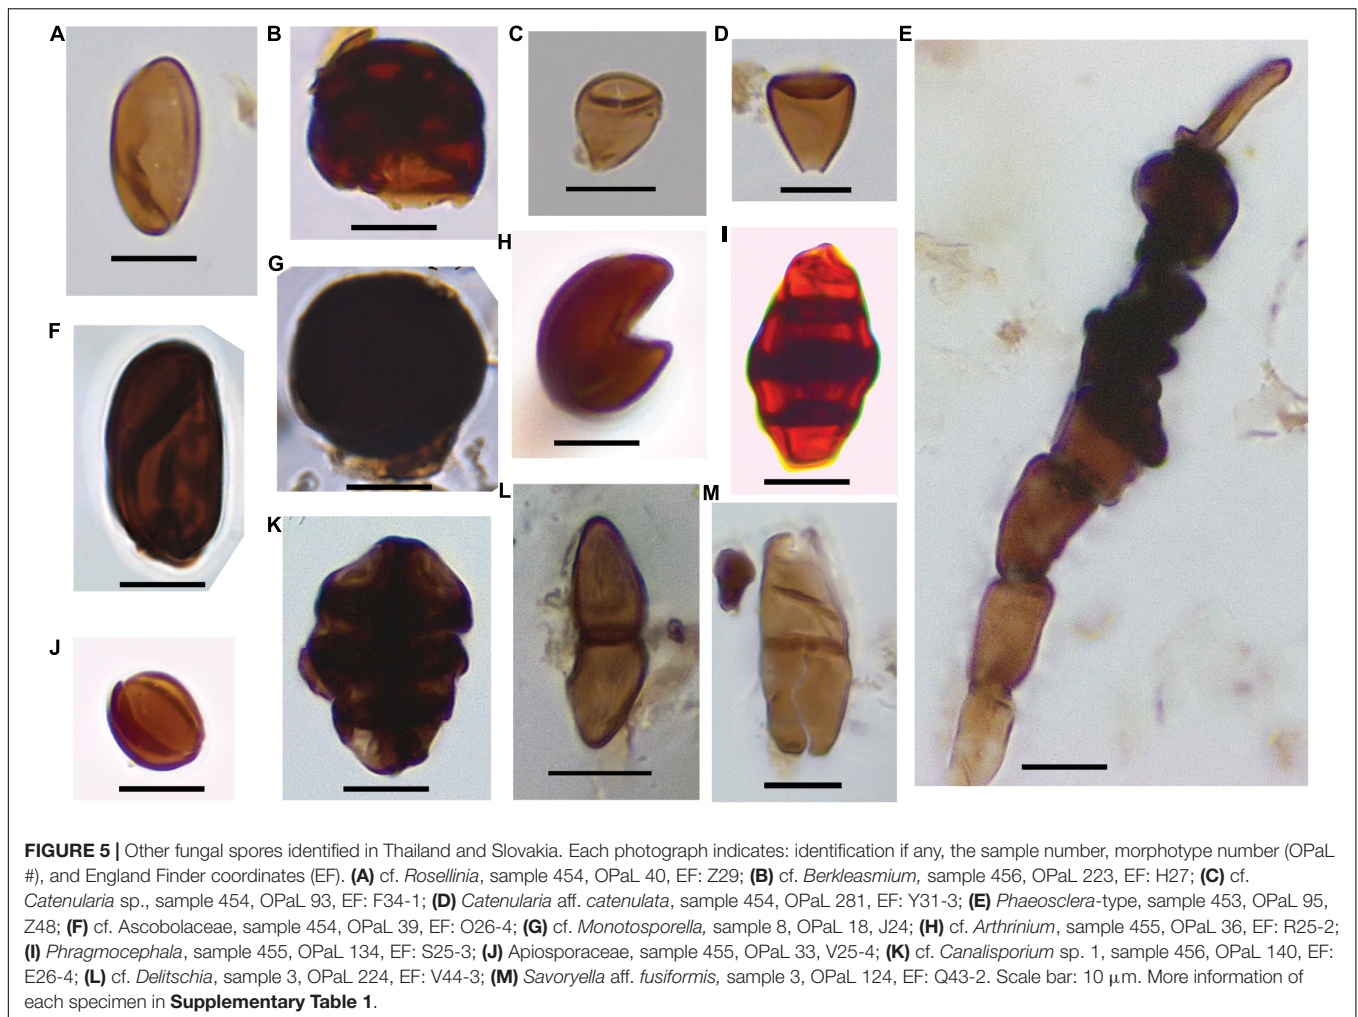 A B C D E
H I
G
F
L M
K
J
FIGURE 5 | Other fungal spores identified in Thailand and Slovakia. Each photograph indicates: identification if any, the sample number, morphotype number (OPaL
#), and England Finder coordinates (EF). (A) cf. Rosellinia, sample 454, OPaL 40, EF: Z29; (B) cf. Berkleasmium, sample 456, OPaL 223, EF: H27; (C) cf.
Catenularia sp., sample 454, OPaL 93, EF: F34-1; (D) Catenularia aff. catenulata, sample 454, OPaL 281, EF: Y31-3; (E) Phaeosclera-type, sample 453, OPaL 95,
Z48; (F) cf. Ascobolaceae, sample 454, OPaL 39, EF: O26-4; (G) cf. Monotosporella, sample 8, OPaL 18, J24; (H) cf. Arthrinium, sample 455, OPaL 36, EF: R25-2;
(I) Phragmocephala, sample 455, OPaL 134, EF: S25-3; (J) Apiosporaceae, sample 455, OPaL 33, V25-4; (K) cf. Canalisporium sp. 1, sample 456, OPaL 140, EF:
E26-4; (L) cf. Delitschia, sample 3, OPaL 224, EF: V44-3; (M) Savoryella aff. fusiformis, sample 3, OPaL 124, EF: Q43-2. Scale bar: 10 μm. More information of
each specimen in Supplementary Table 1.